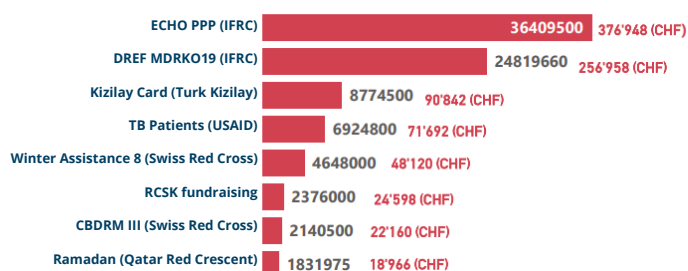 ECHO PPP (IFRC) 36409500 376'948 (CHF)
DREF MDRKO19 (IFRC) 24819660 256'958 (CHF)
Kizilay Card (Turk Kizilay) 8774500 90'842 (CHF)
TB Patients (USAID) 6924800 71'692 (CHF)
Winter Assistance 8 (Swiss Red Cross) 4648000 48'120 (CHF)
RCSK fundraising 2376000 24'598 (CHF)
CBDRM III (Swiss Red Cross) 2140500 22'160 (CHF)
Ramadan (Qatar Red Crescent) 1831975 18'966 (CHF)